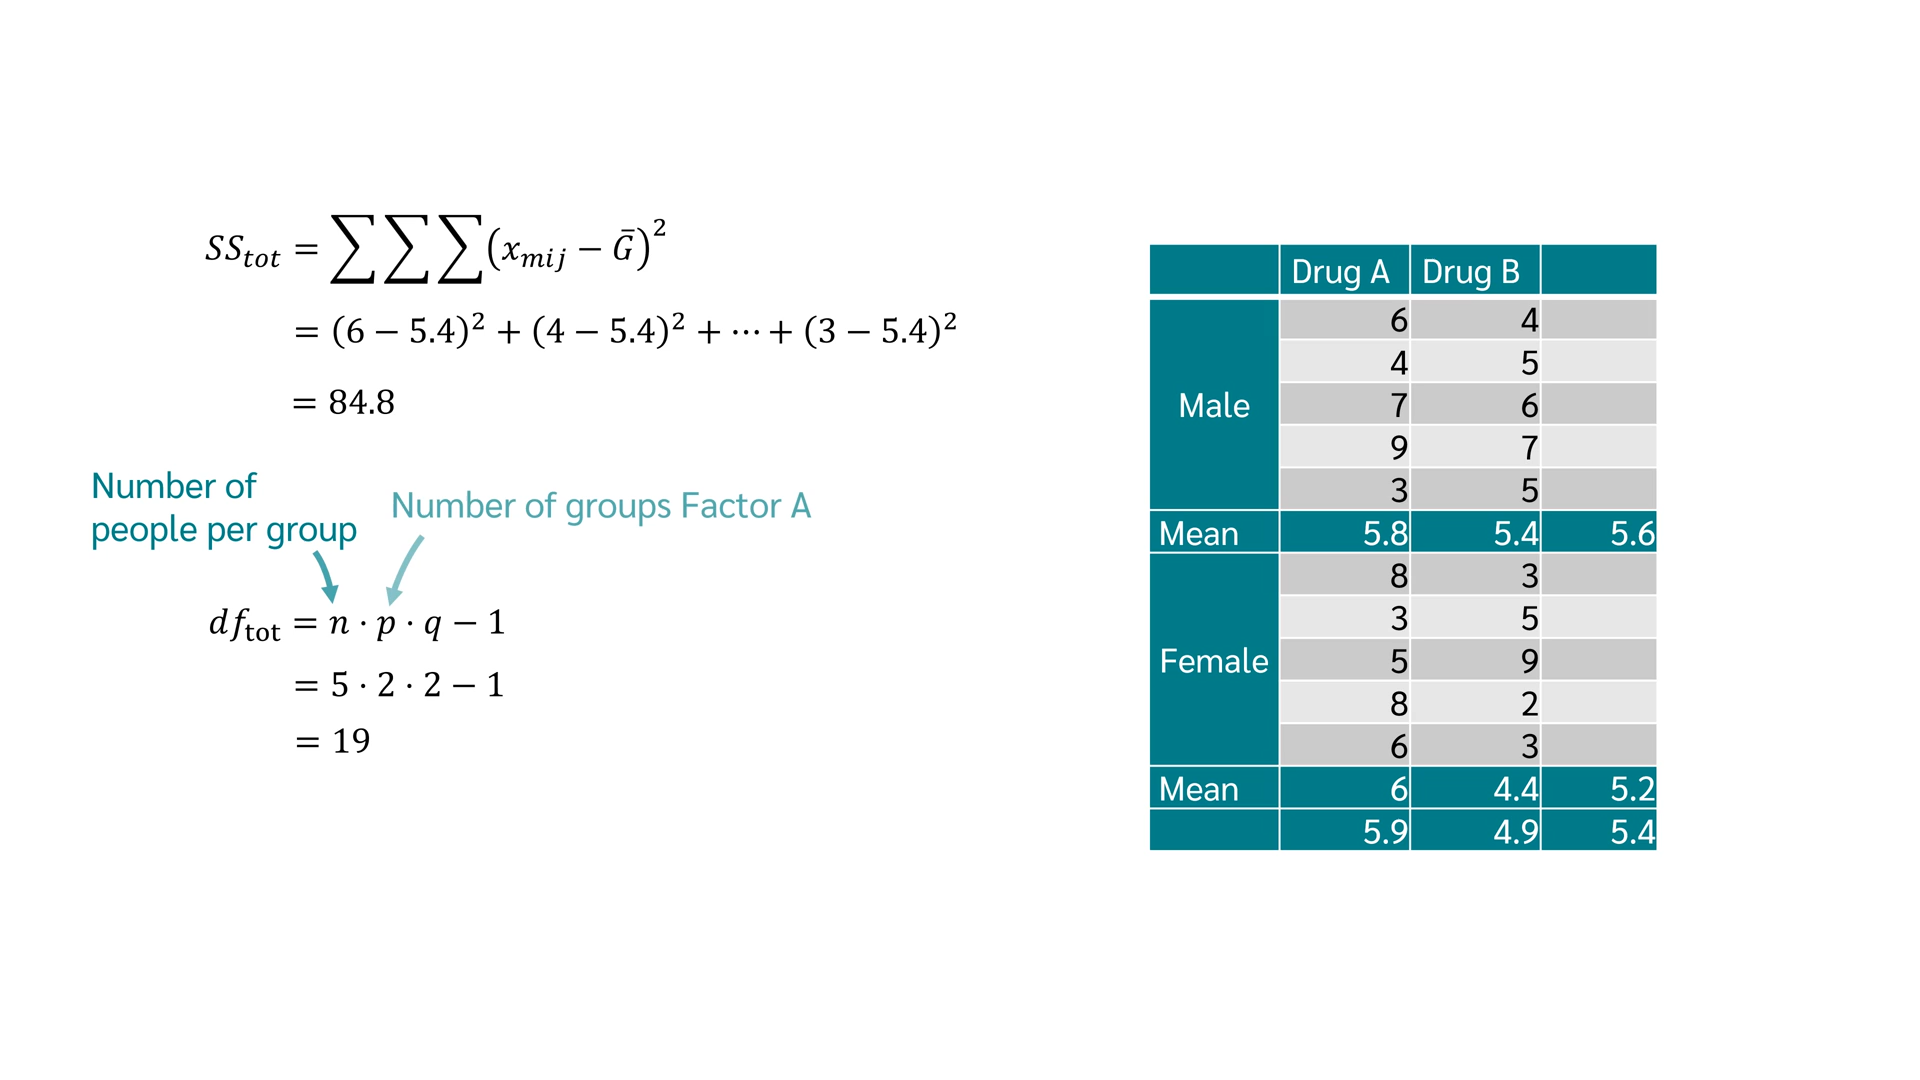 SS_tot = ∑∑∑(x_mij − Ḡ)²
= (6 − 5.4)² + (4 − 5.4)² + ⋯ + (3 − 5.4)²
= 84.8
Number of
people per group
Number of groups Factor A
df_tot = n · p · q − 1
= 5 · 2 · 2 − 1
= 19
Drug A Drug B
Male
6 4
4 5
7 6
9 7
3 5
Mean 5.8 5.4 5.6
Female
8 3
3 5
5 9
8 2
6 3
Mean 6 4.4 5.2
5.9 4.9 5.4